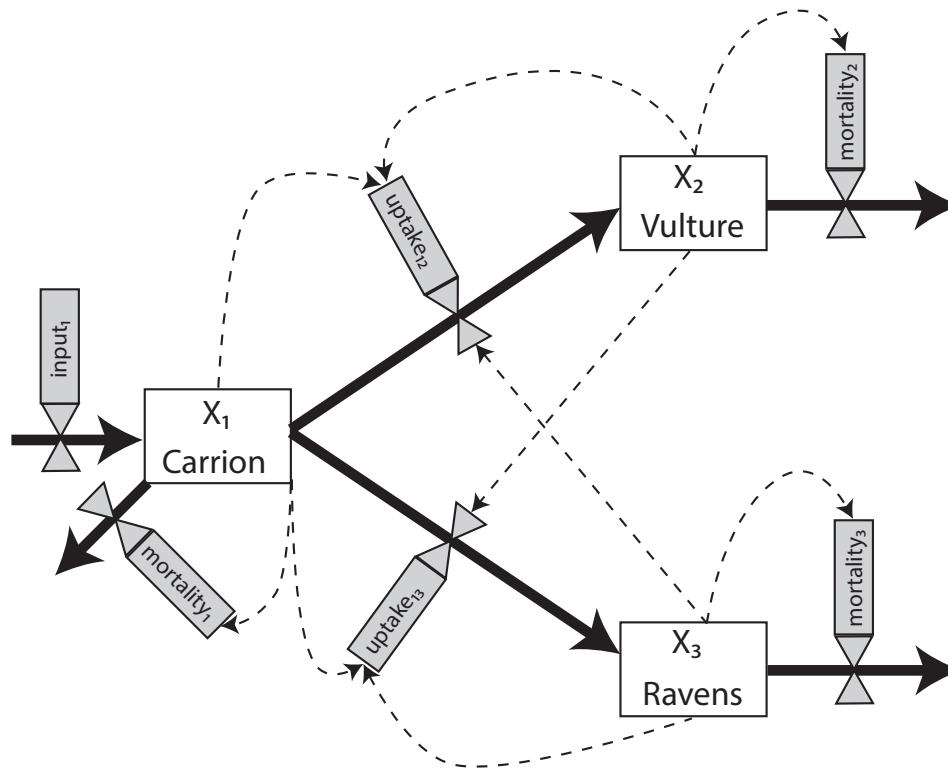 mortality₂
X₂
Vulture
uptake₁₂
input₁
X₁
Carrion
mortality₁
uptake₁₃
X₃
Ravens
mortality₃